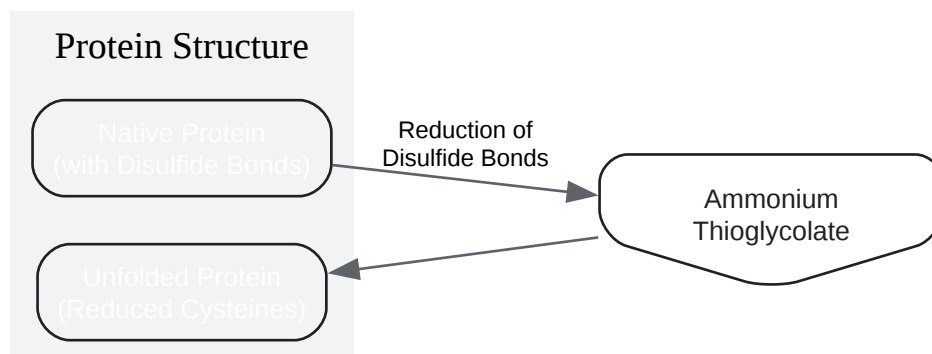 Protein Structure
Native Protein
(with Disulfide Bonds)
Reduction of
Disulfide Bonds
Ammonium
Thioglycolate
Unfolded Protein
(Reduced Cysteines)